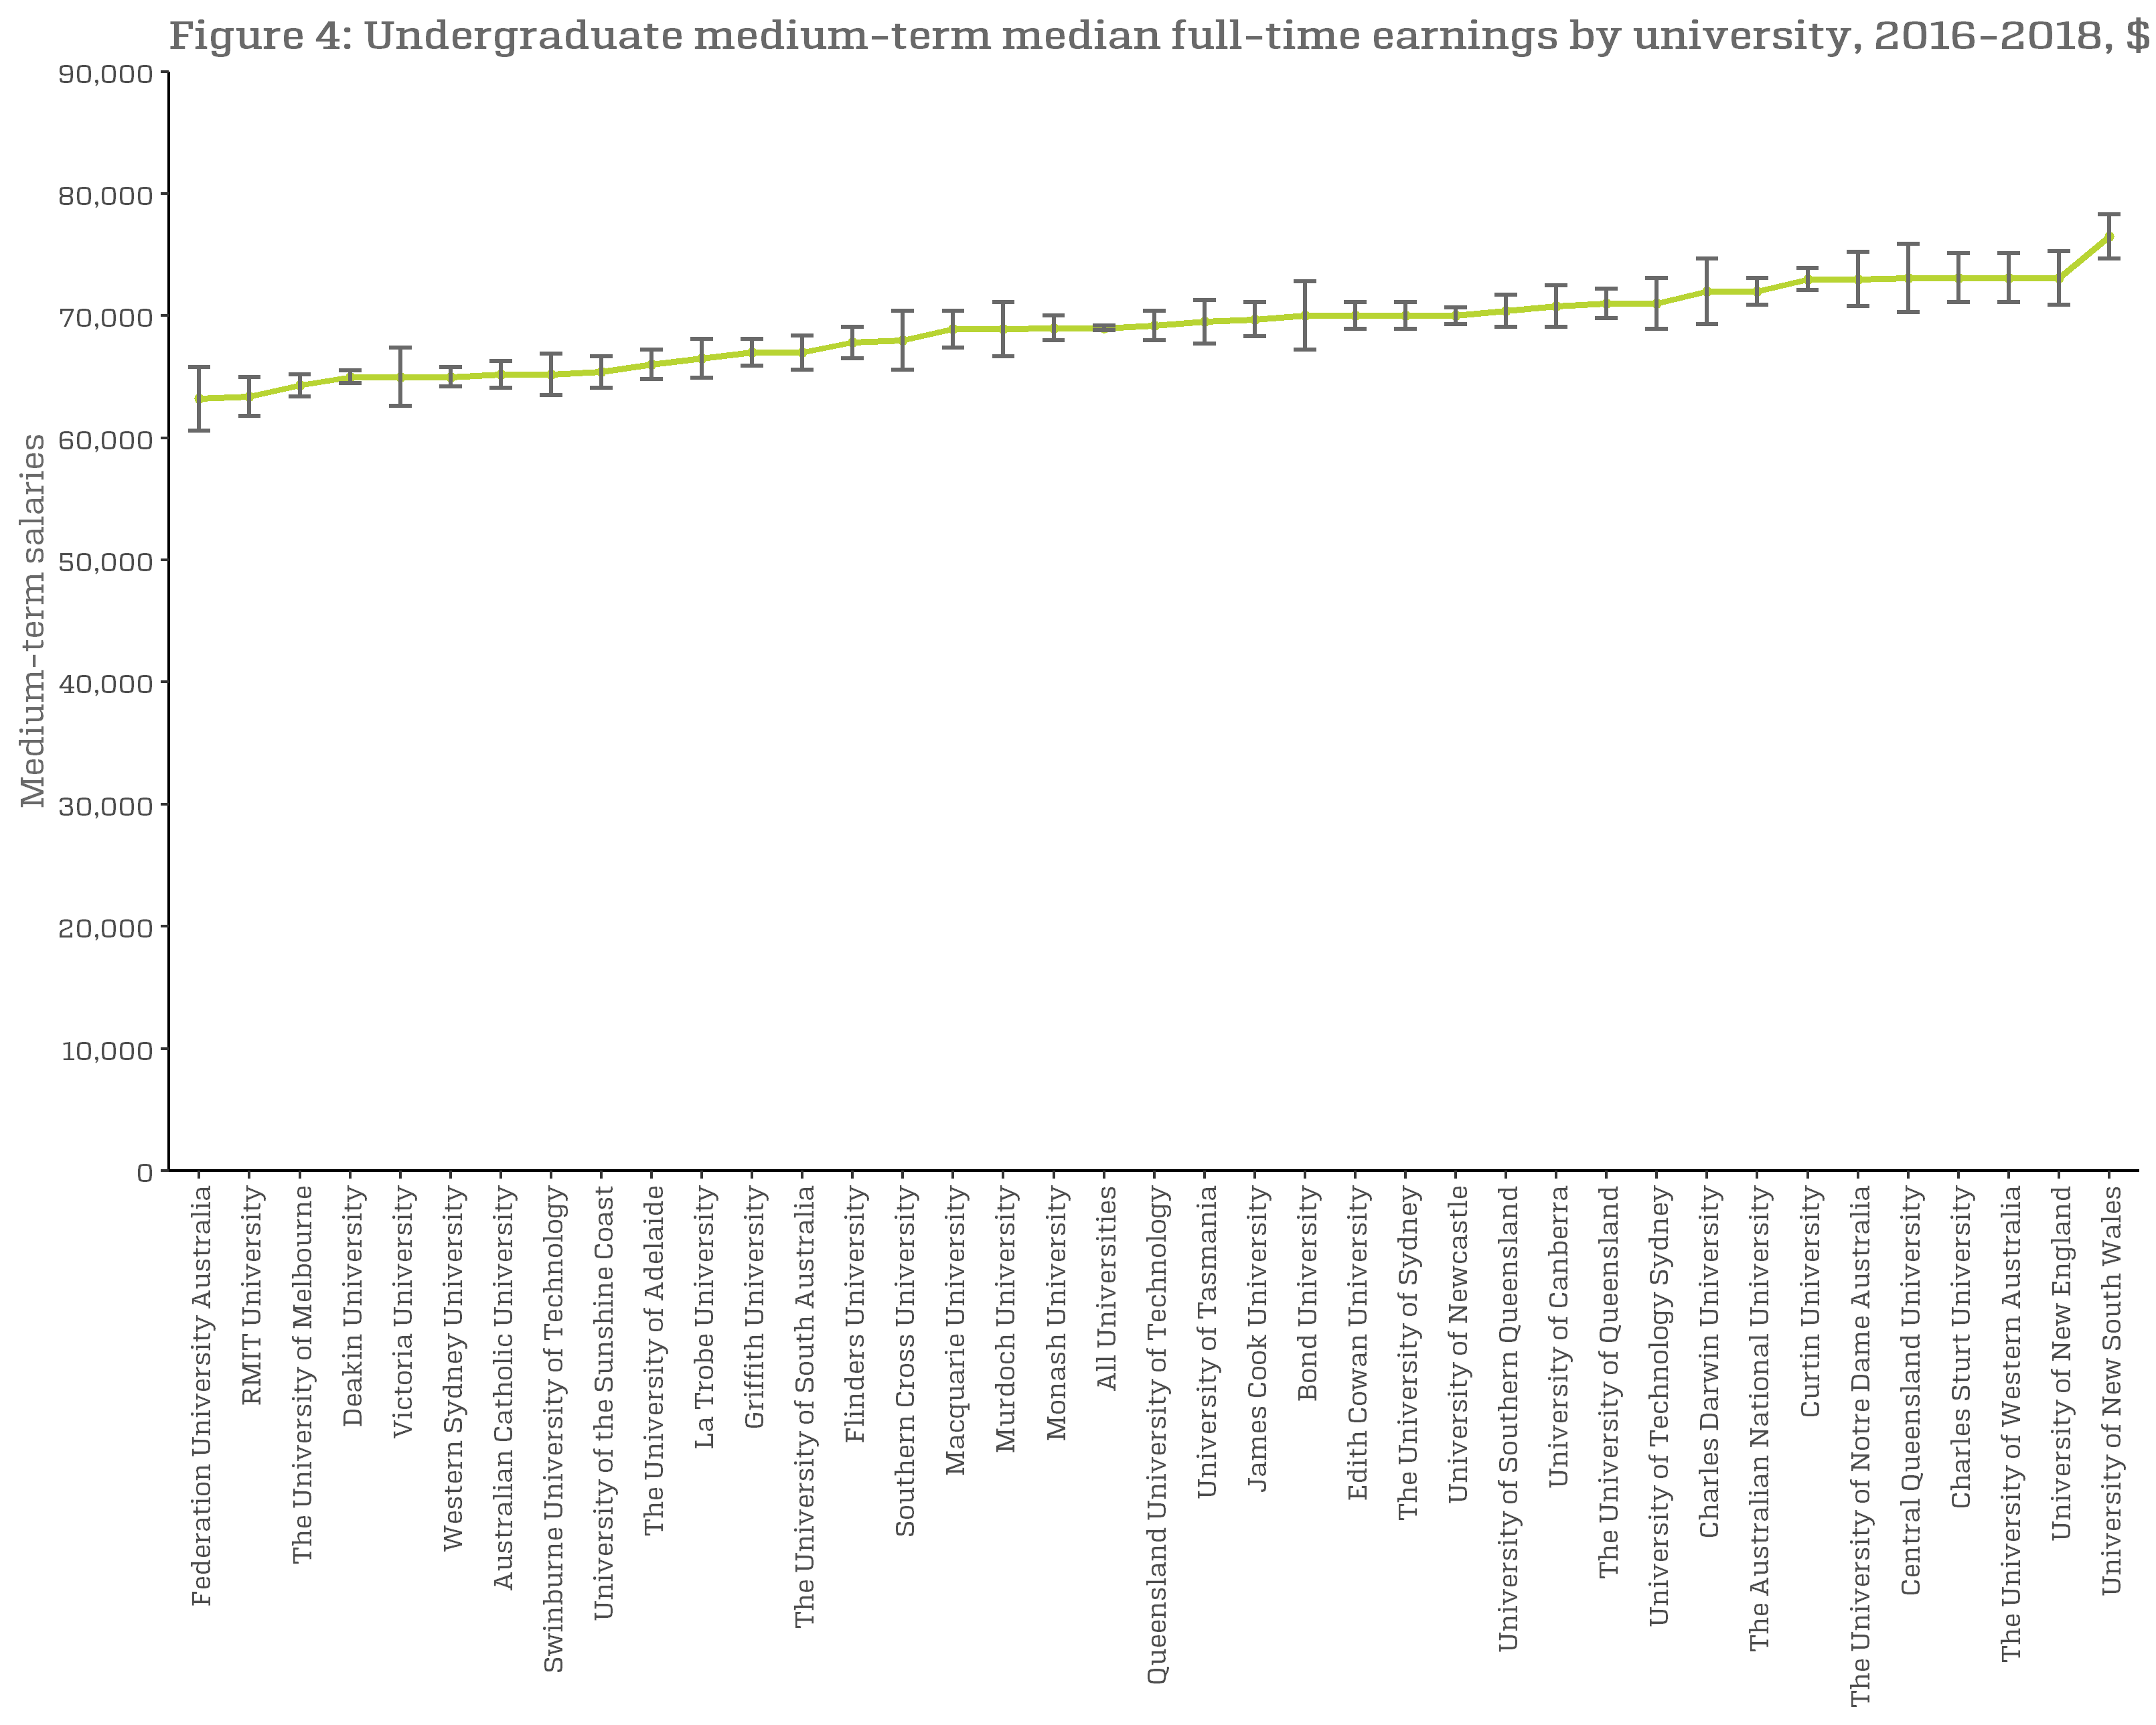 Figure 4: Undergraduate medium-term median full-time earnings by university, 2016-2018, $
Medium-term salaries
90,000
80,000
70,000
60,000
50,000
40,000
30,000
20,000
10,000
0
Federation University Australia
RMIT University
The University of Melbourne
Deakin University
Victoria University
Western Sydney University
Australian Catholic University
Swinburne University of Technology
University of the Sunshine Coast
The University of Adelaide
La Trobe University
Griffith University
The University of South Australia
Flinders University
Southern Cross University
Macquarie University
Murdoch University
Monash University
All Universities
Queensland University of Technology
University of Tasmania
James Cook University
Bond University
Edith Cowan University
The University of Sydney
University of Newcastle
University of Southern Queensland
University of Canberra
The University of Queensland
University of Technology Sydney
Charles Darwin University
The Australian National University
Curtin University
The University of Notre Dame Australia
Central Queensland University
Charles Sturt University
The University of Western Australia
University of New England
University of New South Wales